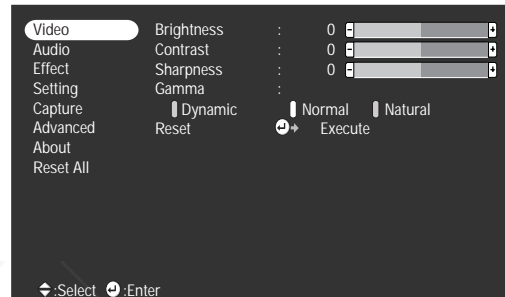 Video Brightness : 0 - +
Audio Contrast : 0 - +
Effect Sharpness : 0 - +
Setting Gamma :
Capture Dynamic Normal Natural
Advanced Reset Execute
About
Reset All
:Select :Enter